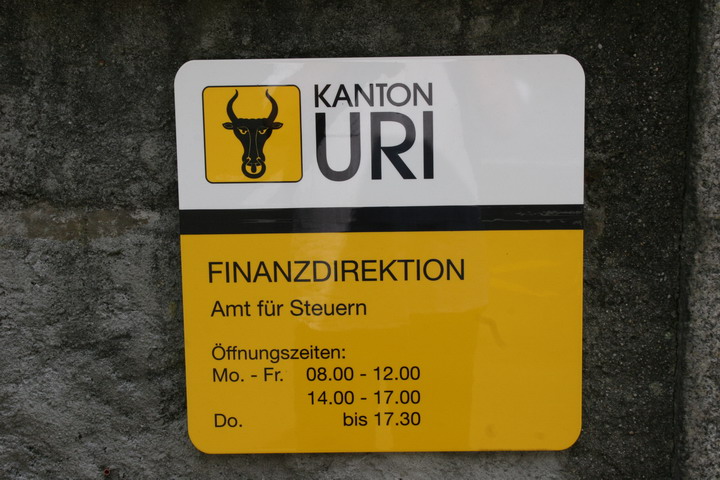 KANTON
URI
FINANZDIREKTION
Amt für Steuern
Öffnungszeiten:
Mo. - Fr. 08.00 - 12.00
14.00 - 17.00
Do. bis 17.30